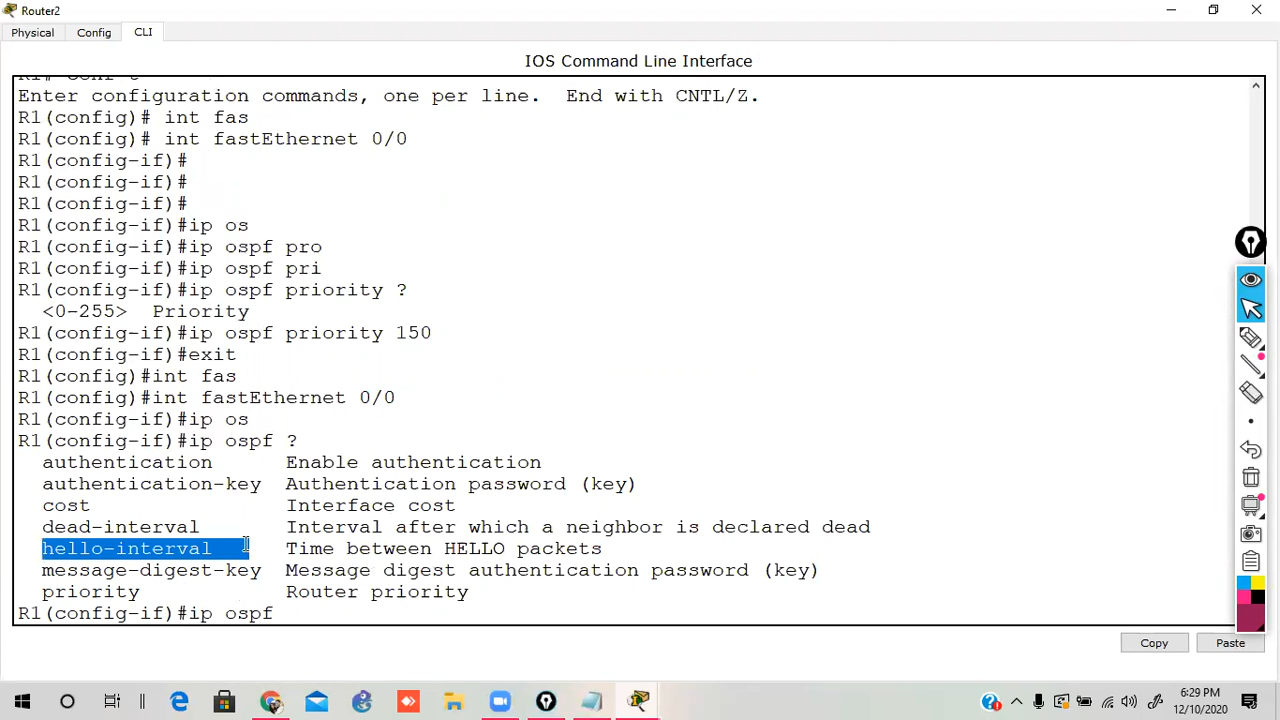 Router2
Physical Config CLI
IOS Command Line Interface
Enter configuration commands, one per line.  End with CNTL/Z.
R1(config)# int fas
R1(config)# int fastEthernet 0/0
R1(config-if)#
R1(config-if)#
R1(config-if)#
R1(config-if)#ip os
R1(config-if)#ip ospf pro
R1(config-if)#ip ospf pri
R1(config-if)#ip ospf priority ?
<0-255>  Priority
R1(config-if)#ip ospf priority 150
R1(config-if)#exit
R1(config)#int fas
R1(config)#int fastEthernet 0/0
R1(config-if)#ip os
R1(config-if)#ip ospf ?
authentication      Enable authentication
authentication-key  Authentication password (key)
cost                Interface cost
dead-interval       Interval after which a neighbor is declared dead
hello-interval      Time between HELLO packets
message-digest-key  Message digest authentication password (key)
priority            Router priority
R1(config-if)#ip ospf
Copy Paste
6:29 PM
12/10/2020